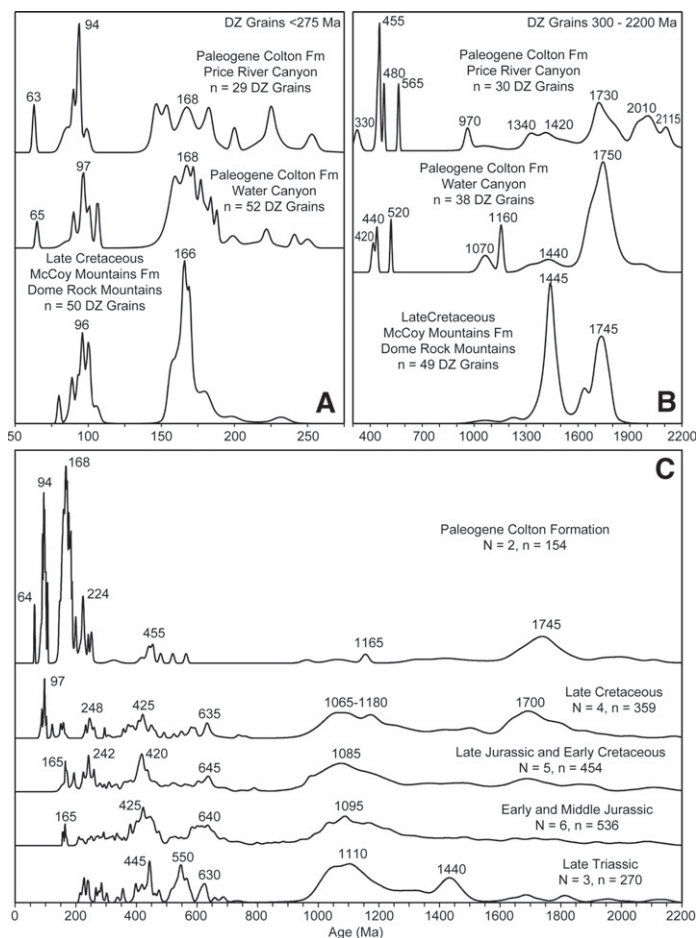 DZ Grains <275 Ma
94
Paleogene Colton Fm
Price River Canyon
n = 29 DZ Grains
63
168
97
168
Paleogene Colton Fm
Water Canyon
n = 52 DZ Grains
65
Late Cretaceous
McCoy Mountains Fm
Dome Rock Mountains
n = 50 DZ Grains
166
96
A
50 100 150 200 250
DZ Grains 300 - 2200 Ma
455
Paleogene Colton Fm
Price River Canyon
n = 30 DZ Grains
480
565
330
970
1340
1420
1730
2010
2115
Paleogene Colton Fm
Water Canyon
n = 38 DZ Grains
1750
440
420
520
1160
1070
1440
1445
LateCretaceous
McCoy Mountains Fm
Dome Rock Mountains
n = 49 DZ Grains
1745
B
400 700 1000 1300 1600 1900 2200
C
168
94
Paleogene Colton Formation
N = 2, n = 154
64
224
455
1165
1745
97
248
425
635
1065-1180
1700
Late Cretaceous
N = 4, n = 359
165
242
420
645
1085
Late Jurassic and Early Cretaceous
N = 5, n = 454
165
425
640
1095
Early and Middle Jurassic
N = 6, n = 536
445
550
630
1110
1440
Late Triassic
N = 3, n = 270
0 200 400 600 800 1000 1200 1400 1600 1800 2000 2200
Age (Ma)